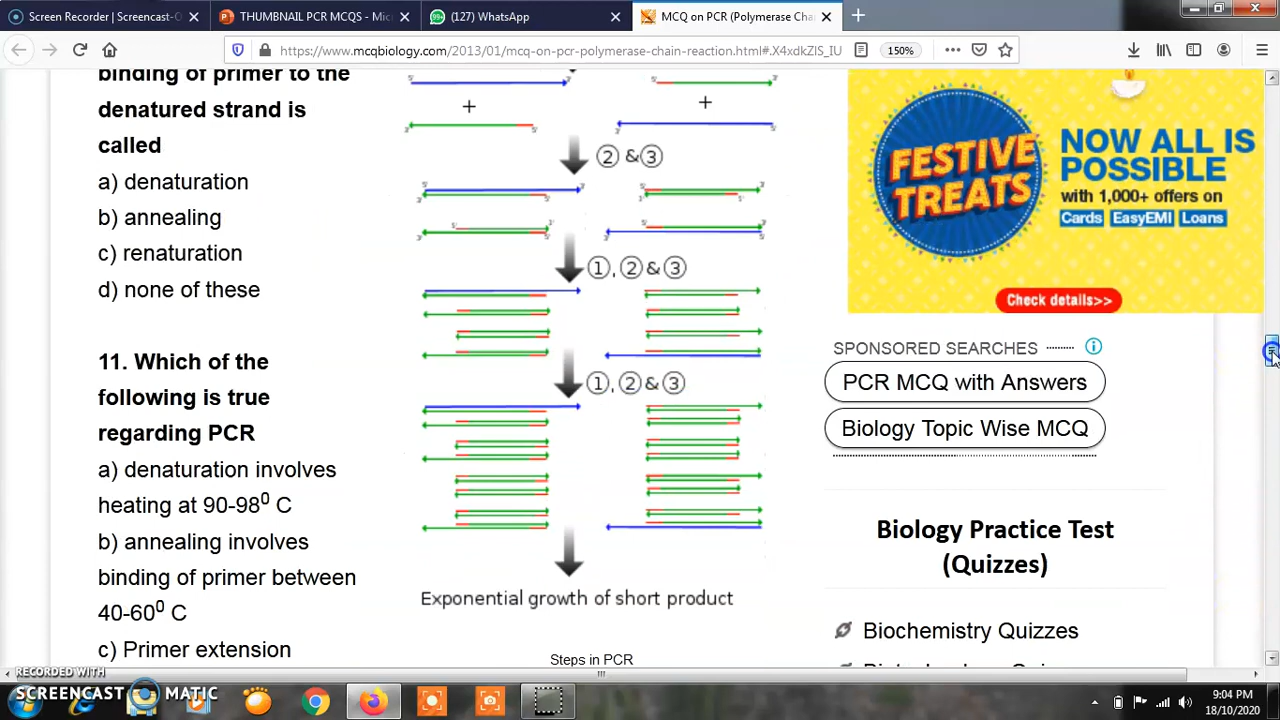 Screen Recorder | Screencast-O
THUMBNAIL PCR MCQS - Mic
(127) WhatsApp
MCQ on PCR (Polymerase Chai
https://www.mcqbiology.com/2013/01/mcq-on-pcr-polymerase-chain-reaction.html#.X4xdkZlS_IU
150%
binding of primer to the
denatured strand is
called
a) denaturation
b) annealing
c) renaturation
d) none of these
11. Which of the
following is true
regarding PCR
a) denaturation involves
heating at 90-98⁰ C
b) annealing involves
binding of primer between
40-60⁰ C
c) Primer extension
+
+
② &③
①, ② & ③
①, ② & ③
Exponential growth of short product
Steps in PCR
FESTIVE
TREATS
NOW ALL IS
POSSIBLE
with 1,000+ offers on
Cards EasyEMI Loans
Check details>>
SPONSORED SEARCHES
PCR MCQ with Answers
Biology Topic Wise MCQ
Biology Practice Test
(Quizzes)
Biochemistry Quizzes
RECORDED WITH
SCREENCAST MATIC
9:04 PM
18/10/2020